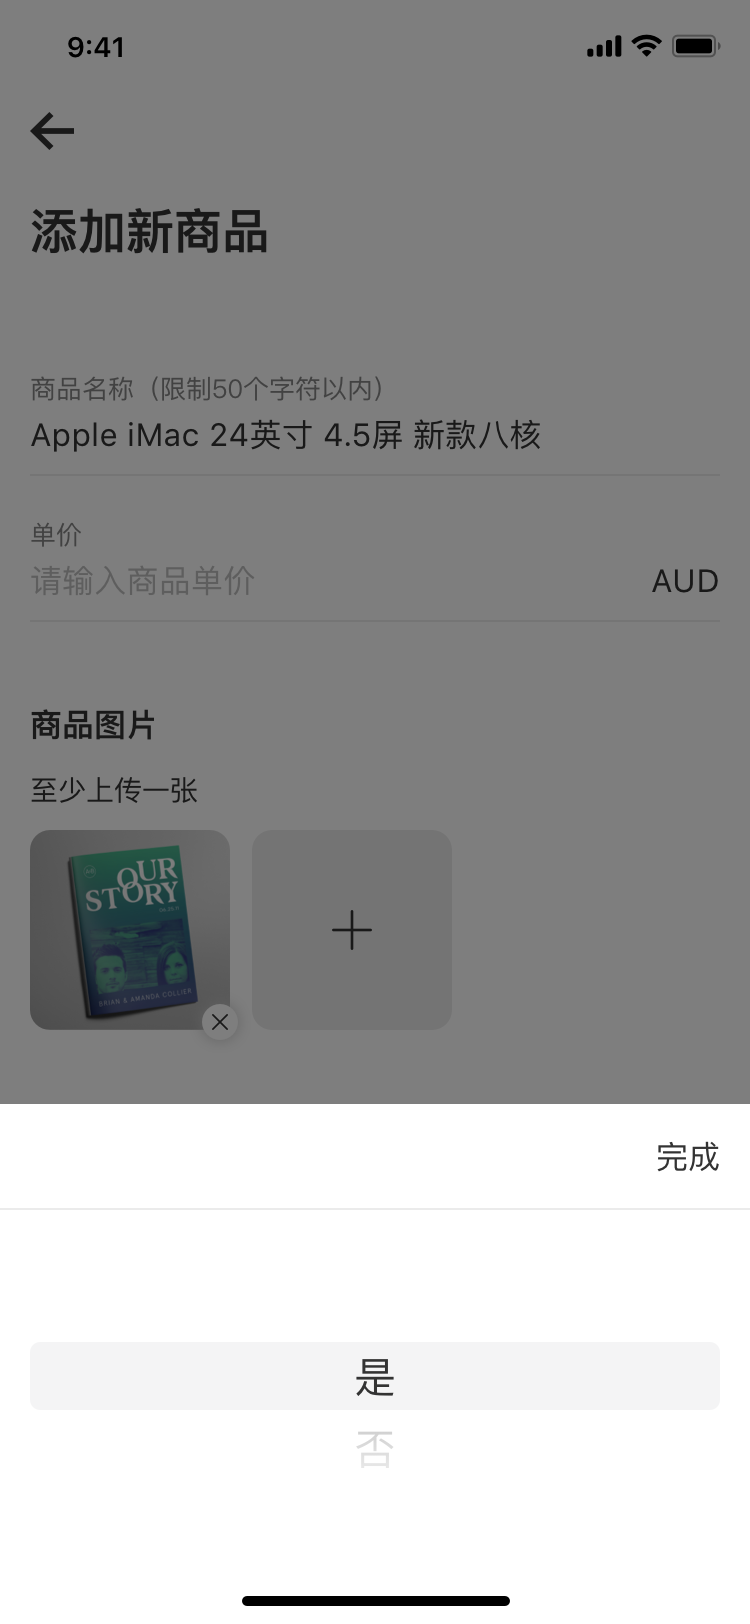 9:41
添加新商品
商品名称（限制50个字符以内）
Apple iMac 24英寸 4.5屏 新款八核
单价
请输入商品单价 AUD
商品图片
至少上传一张
OUR
STORY
BRIAN & AMANDA COLLIER
完成
是
否